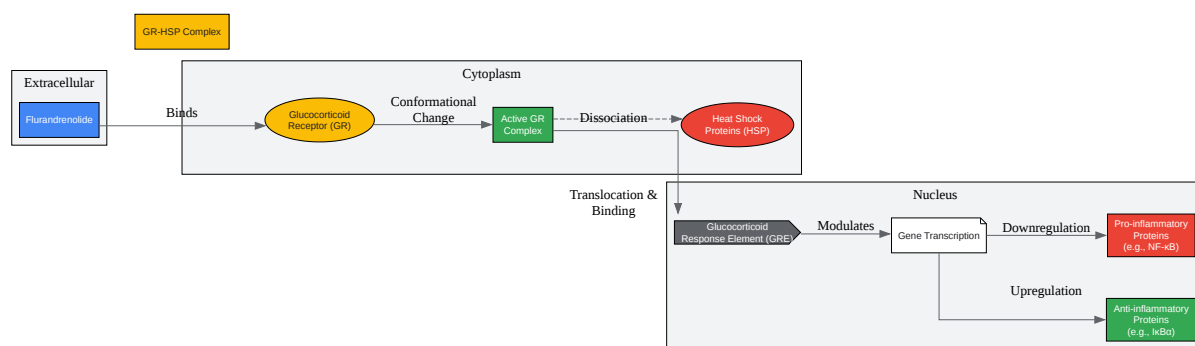 GR-HSP Complex
Extracellular
Flurandrenolide
Cytoplasm
Binds
Glucocorticoid
Receptor (GR)
Conformational
Change
Active GR
Complex
Dissociation
Heat Shock
Proteins (HSP)
Translocation &
Binding
Nucleus
Glucocorticoid
Response Element (GRE)
Modulates
Gene Transcription
Downregulation
Pro-inflammatory
Proteins
(e.g., NF-κB)
Upregulation
Anti-inflammatory
Proteins
(e.g., IκBα)